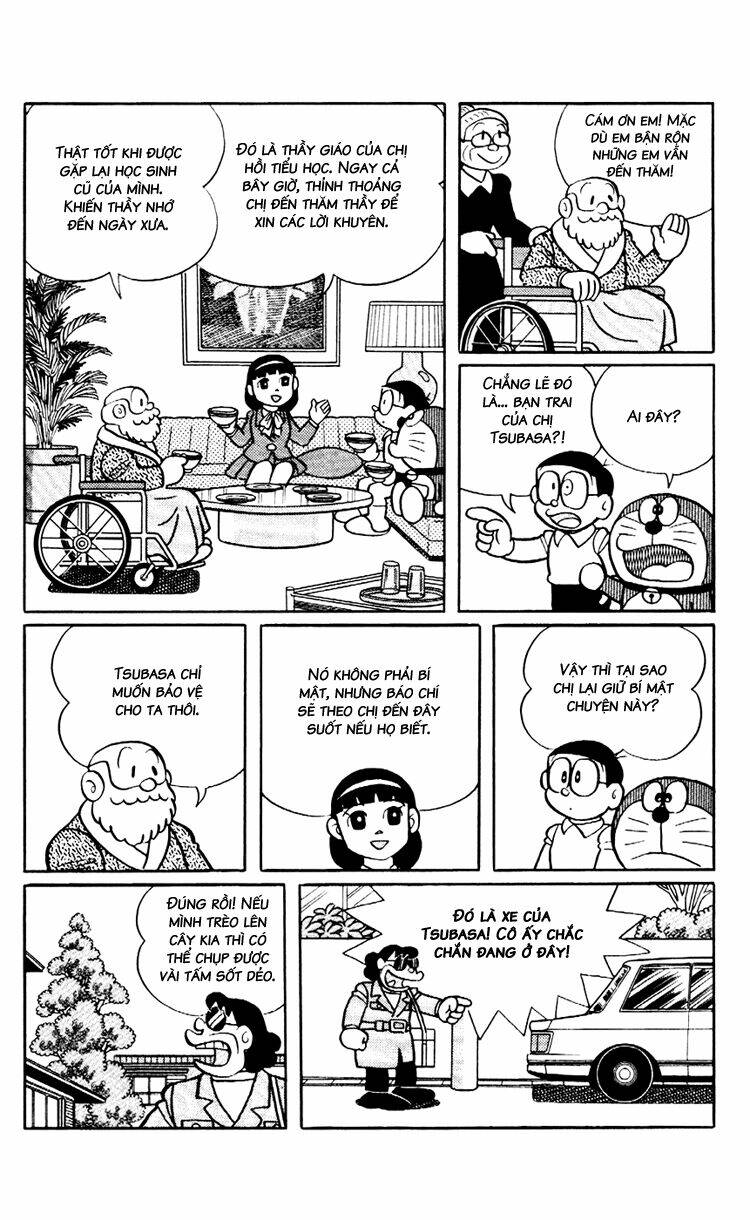 CÁM ƠN EM! MẶC
DÙ EM BẬN RỘN
NHƯNG EM VẪN
ĐẾN THĂM!
AI ĐÂY?
CHẲNG LẼ ĐÓ
LÀ... BẠN TRAI
CỦA CHỊ
TSUBASA?!
ĐÓ LÀ THẦY GIÁO CỦA CHỊ
HỒI TIỂU HỌC. NGAY CẢ
BÂY GIỜ, THỈNH THOẢNG
CHỊ ĐẾN THĂM THẦY ĐỂ
XIN CÁC LỜI KHUYÊN.
THẬT TỐT KHI ĐƯỢC
GẶP LẠI HỌC SINH
CŨ CỦA MÌNH.
KHIẾN THẦY NHỚ
ĐẾN NGÀY XƯA.
VẬY THÌ TẠI SAO
CHỊ LẠI GIỮ BÍ MẬT
CHUYỆN NÀY?
NÓ KHÔNG PHẢI BÍ
MẬT, NHƯNG BÁO CHÍ
SẼ THEO CHỊ ĐẾN ĐÂY
SUỐT NẾU HỌ BIẾT.
TSUBASA CHỈ
MUỐN BẢO VỆ
CHO TA THÔI.
ĐÓ LÀ XE CỦA
TSUBASA! CÔ ẤY CHẮC
CHẮN ĐANG Ở ĐÂY!
ĐÚNG RỒI! NẾU
MÌNH TRÈO LÊN
CÂY KIA THÌ CÓ
THỂ CHỤP ĐƯỢC
VÀI TẤM SỐT DẺO.